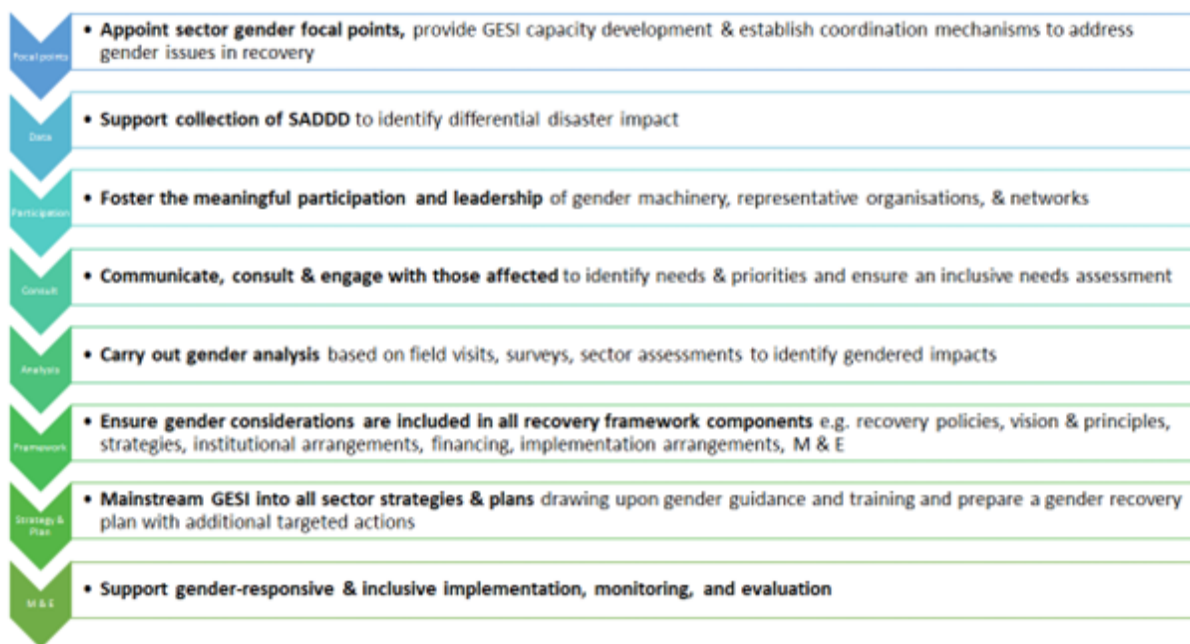 Focal points
• Appoint sector gender focal points, provide GESI capacity development & establish coordination mechanisms to address
gender issues in recovery
Data
• Support collection of SADDD to identify differential disaster impact
Participation
• Foster the meaningful participation and leadership of gender machinery, representative organisations, & networks
Consult
• Communicate, consult & engage with those affected to identify needs & priorities and ensure an inclusive needs assessment
Analysis
• Carry out gender analysis based on field visits, surveys, sector assessments to identify gendered impacts
Framework
• Ensure gender considerations are included in all recovery framework components e.g. recovery policies, vision & principles,
strategies, institutional arrangements, financing, implementation arrangements, M & E
Strategy &
Plan
• Mainstream GESI into all sector strategies & plans drawing upon gender guidance and training and prepare a gender recovery
plan with additional targeted actions
M & E
• Support gender-responsive & inclusive implementation, monitoring, and evaluation